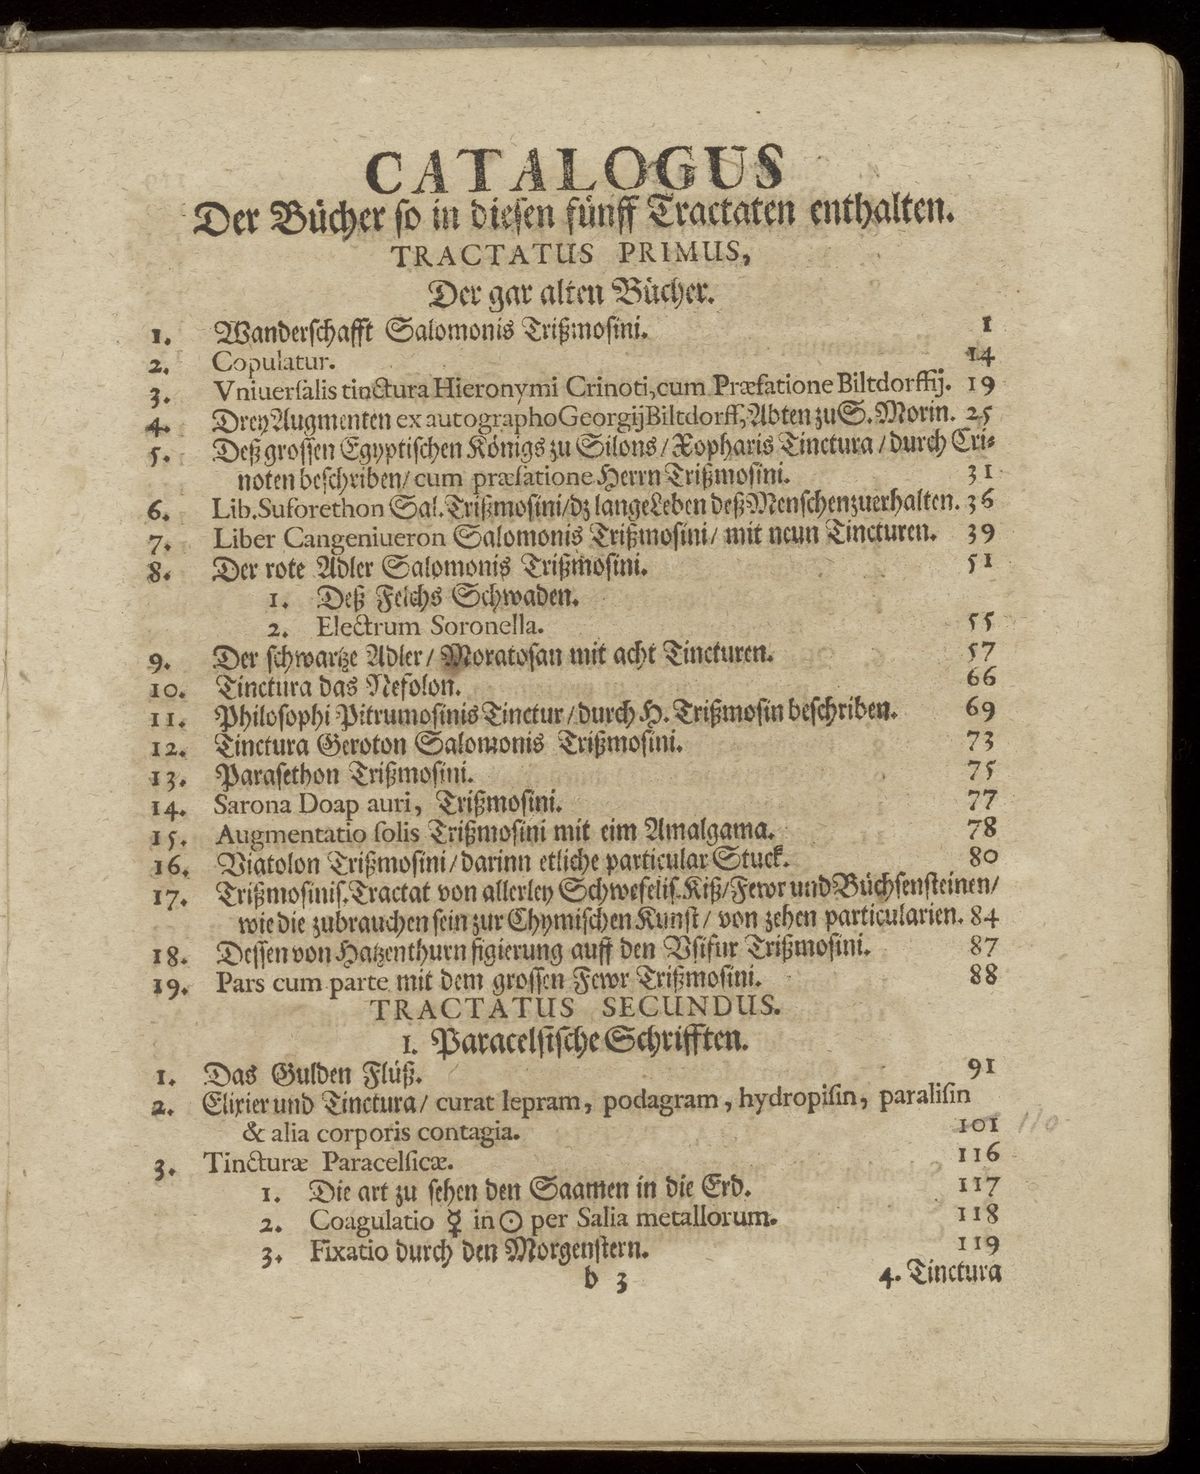 CATALOGUS
Der Bücher so in diesen fünff Tractaten enthalten.
TRACTATUS PRIMUS,
Der gar alten Bücher.
1. Wanderschafft Salomonis Trißmosini. 1
2. Copulatur. 14
3. Vniuersalis tinctura Hieronymi Crinoti, cum Præfatione Biltdorffij. 19
4. Drey Augmenten ex autographo Georgij Biltdorff, Abten zu S. Morin. 25
5. Deß grossen Egyptischen Königs zu Silons / Xopharis Tinctura / durch Cri-
noten beschriben / cum præfatione Herrn Trißmosini. 31
6. Lib. Suforethon Sal. Trißmosini / dz lange Leben deß Menschen zuerhalten. 36
7. Liber Cangeniueron Salomonis Trißmosini / mit neun Tincturen. 39
8. Der rote Adler Salomonis Trißmosini. 51
1. Deß Felchs Schwaden.
2. Electrum Soronella. 55
9. Der schwartze Adler / Moratosan mit acht Tincturen. 57
10. Tinctura das Nefolon. 66
11. Philosophi Pitrumosinis Tinctur / durch H. Trißmosin beschriben. 69
12. Tinctura Geroton Salomonis Trißmosini. 73
13. Parasethon Trißmosini. 75
14. Sarona Doap auri, Trißmosini. 77
15. Augmentatio solis Trißmosini mit eim Amalgama. 78
16. Viatolon Trißmosini / darinn etliche particular Stuck. 80
17. Trißmosinis. Tractat von allerley Schwefelis. Kiß / Fewr und Büchsensteinen /
wie die zubrauchen sein zur Chymischen Kunst / von zehen particularien. 84
18. Dessen von Hatzenthurn figierung auff den Vsifur Trißmosini. 87
19. Pars cum parte mit dem grossen Fewr Trißmosini. 88
TRACTATUS SECUNDUS.
1. Paracelsische Schrifften.
1. Das Gulden Flüß. 91
2. Elixier und Tinctura / curat lepram, podagram, hydropisin, paralisin
& alia corporis contagia. 101 110
3. Tincturæ Paracelsicæ. 116
1. Die art zu sehen den Saamen in die Erd. 117
2. Coagulatio ☿ in ☉ per Salia metallorum. 118
3. Fixatio durch den Morgenstern. 119
b 3 4. Tinctura